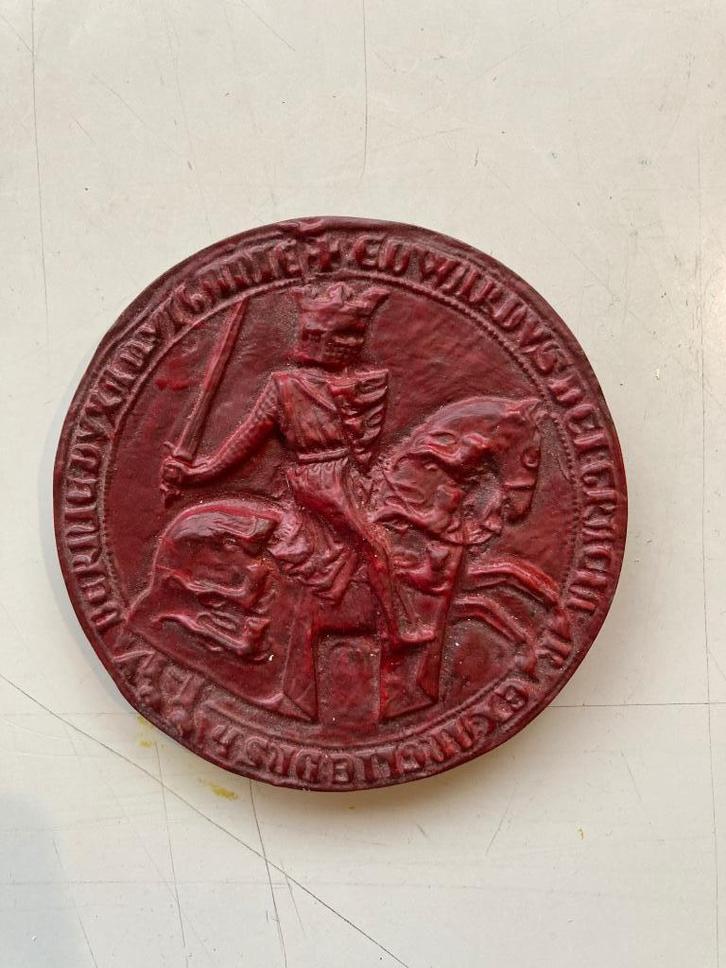 + EDWARDVS DEI GRACIA REX ANGLIE DNS HYBERNIE DVX AQVITANIE